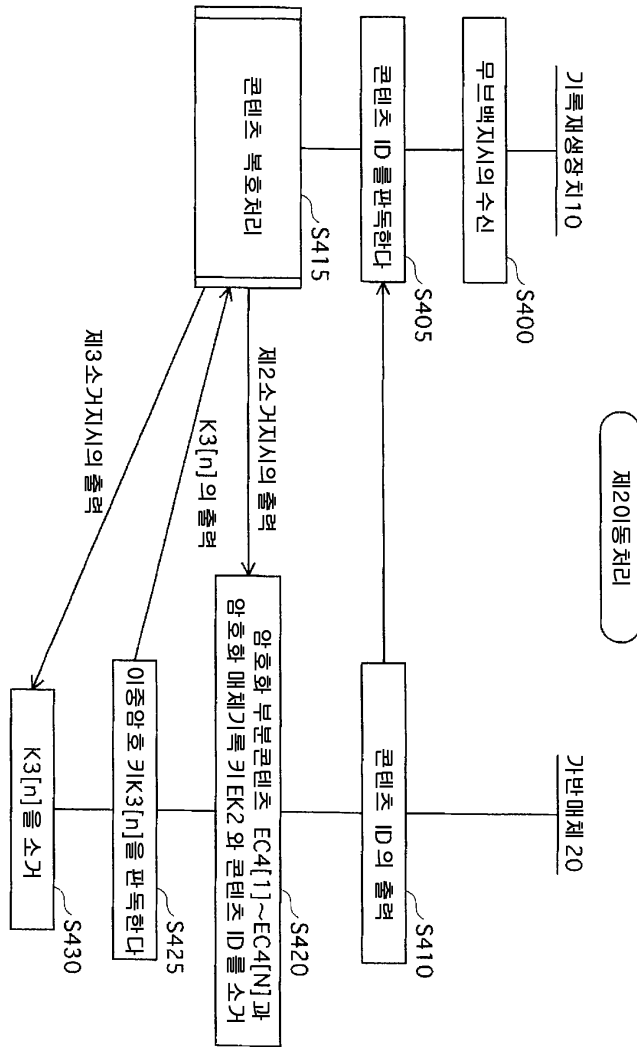 제2이동처리
기록재생장치10
가반매체 20
무브백지시의 수신
S400
콘텐츠 ID를 판독한다
S405
콘텐츠 ID의 출력
S410
콘텐츠 복호처리
S415
제2소거지시의 출력
암호화 부분콘텐츠 EC4[1]~EC4[N]과
암호화 매체기록 키 EK2와 콘텐츠 ID를 소거
S420
K3[n]의 출력
이중암호 키K3[n]을 판독한다
S425
제3소거지시의 출력
K3[n]을 소거
S430